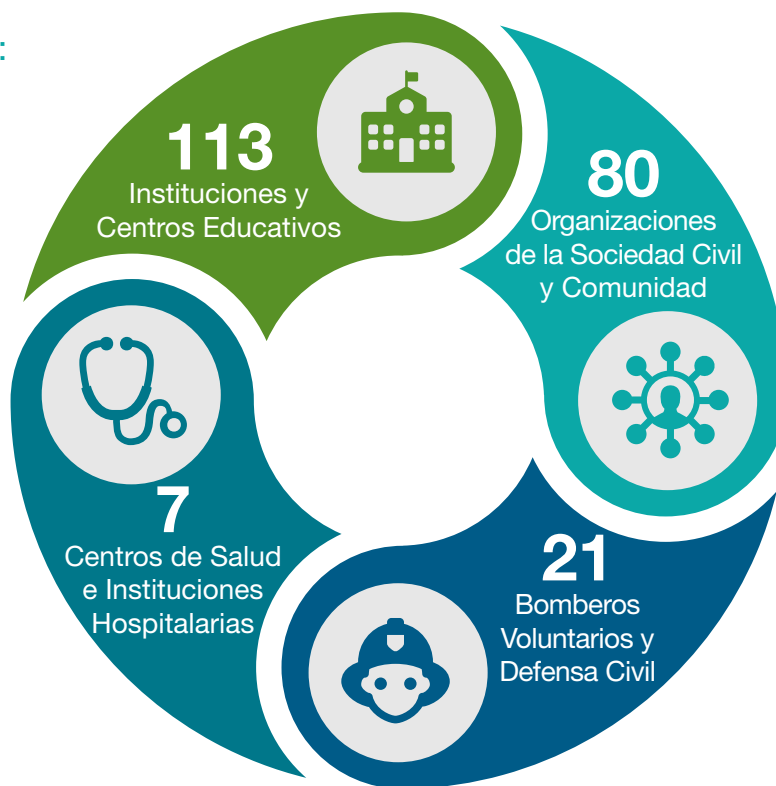 :
113
Instituciones y
Centros Educativos
80
Organizaciones
de la Sociedad Civil
y Comunidad
21
Bomberos
Voluntarios y
Defensa Civil
7
Centros de Salud
e Instituciones
Hospitalarias